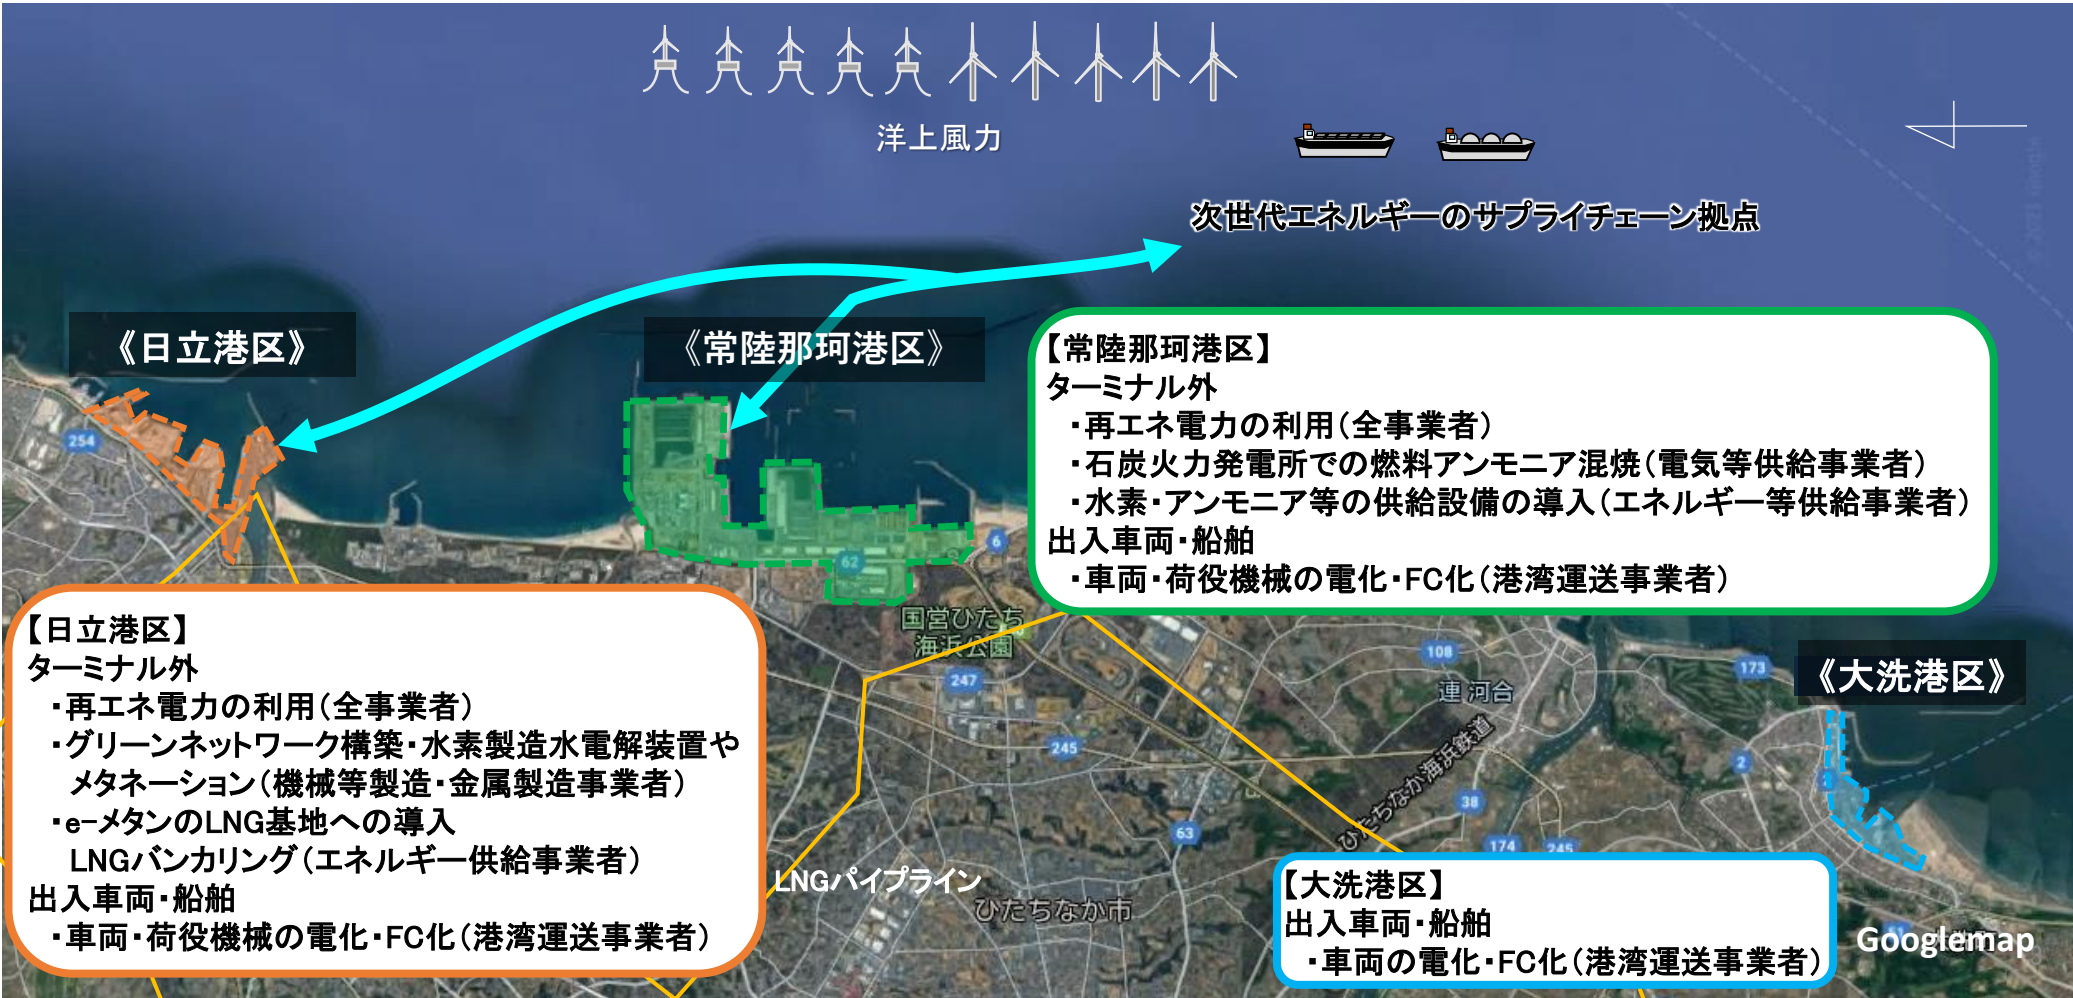 洋上風力
次世代エネルギーのサプライチェーン拠点
《日立港区》
《常陸那珂港区》
【常陸那珂港区】
ターミナル外
・再エネ電力の利用（全事業者）
・石炭火力発電所での燃料アンモニア混焼（電気等供給事業者）
・水素・アンモニア等の供給設備の導入（エネルギー等供給事業者）
出入車両・船舶
・車両・荷役機械の電化・FC化（港湾運送事業者）
254
6
62
国営ひたち
海浜公園
【日立港区】
ターミナル外
・再エネ電力の利用（全事業者）
・グリーンネットワーク構築・水素製造水電解装置や
メタネーション（機械等製造・金属製造事業者）
・e-メタンのLNG基地への導入
LNGバンカリング（エネルギー供給事業者）
出入車両・船舶
・車両・荷役機械の電化・FC化（港湾運送事業者）
247
245
63
108
連 河合
173
《大洗港区》
2
ひたちなか海浜鉄道
38
174
245
LNGパイプライン
ひたちなか市
【大洗港区】
出入車両・船舶
・車両の電化・FC化（港湾運送事業者）
51
Googlemap